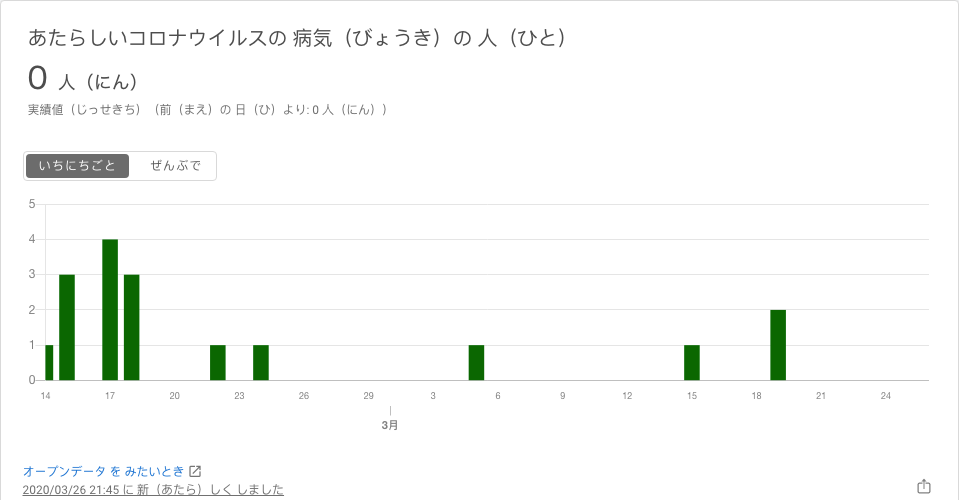 あたらしいコロナウイルスの 病気（びょうき）の 人（ひと）
0 人（にん）
実績値（じっせきち）（前（まえ）の 日（ひ）より: 0 人（にん））
いちにちごと ぜんぶで
5
4
3
2
1
0
14 17 20 23 26 29 3 6 9 12 15 18 21 24
3月
オープンデータ を みたいとき
2020/03/26 21:45 に 新（あたら）しく しました